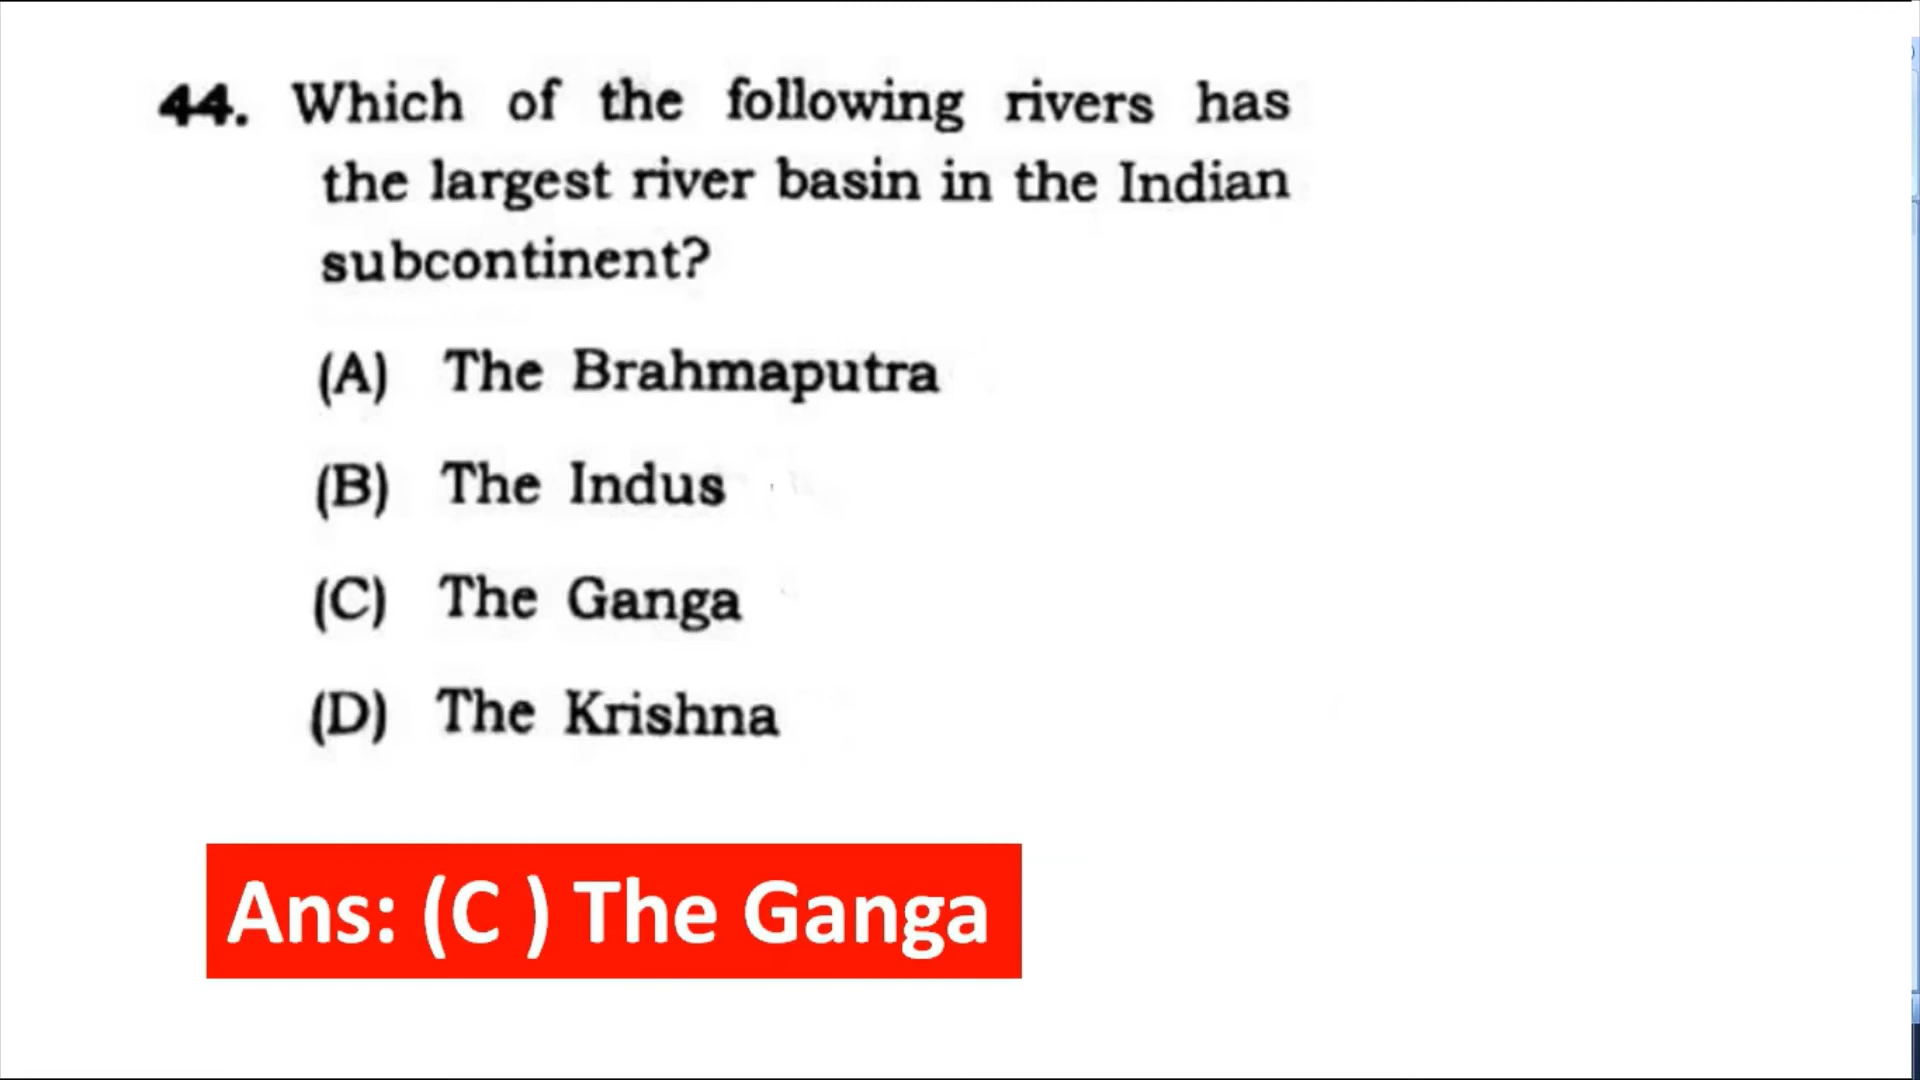 44. Which of the following rivers has
the largest river basin in the Indian
subcontinent?
(A) The Brahmaputra
(B) The Indus
(C) The Ganga
(D) The Krishna
Ans: (C ) The Ganga